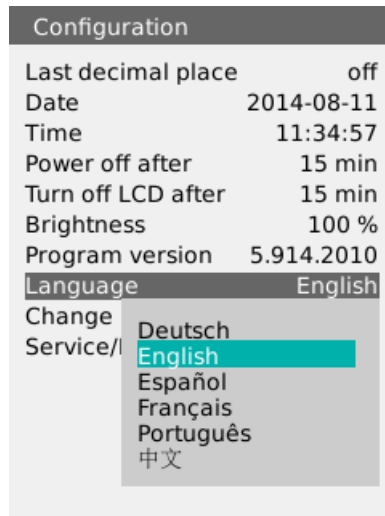 Configuration
Last decimal place off
Date 2014-08-11
Time 11:34:57
Power off after 15 min
Turn off LCD after 15 min
Brightness 100 %
Program version 5.914.2010
Language English
Change
Service/
Deutsch
English
Español
Français
Português
中文